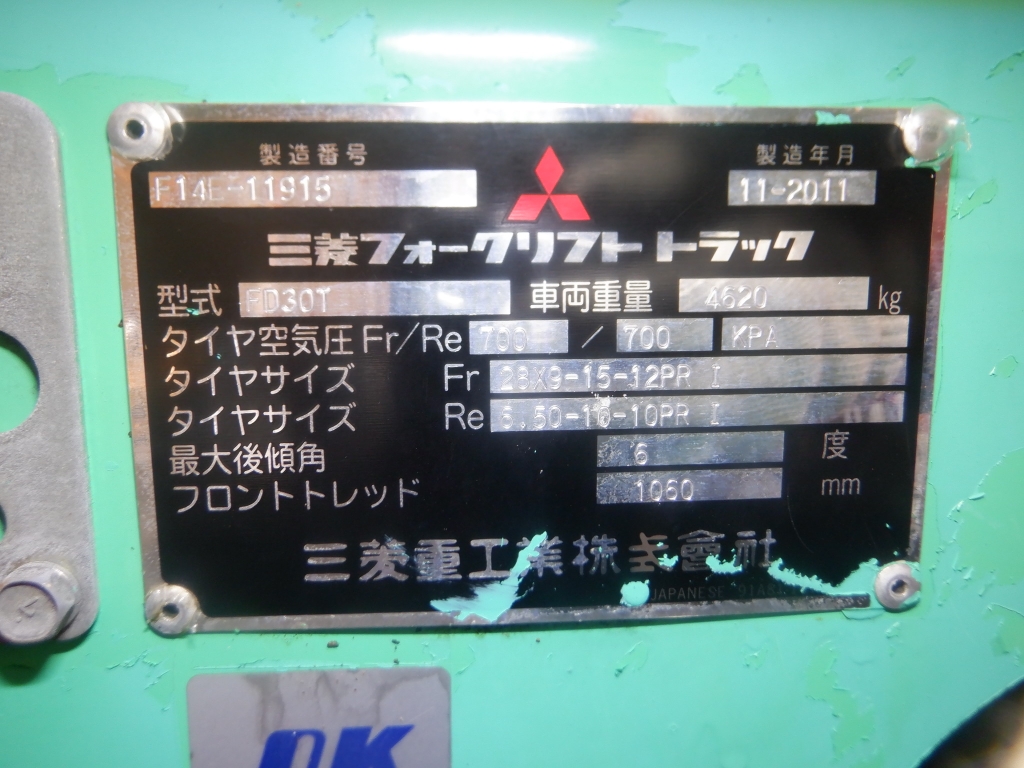 製造番号 製造年月
F14E-11915 11-2011
三菱フォークリフト トラック
型式 FD30T 車両重量 4620 kg
タイヤ空気圧 Fr/Re 700 / 700 KPA
タイヤサイズ Fr 28X9-15-12PR I
タイヤサイズ Re 6.50-10-10PR I
最大後傾角 6 度
フロントトレッド 1060 mm
三菱重工業株式會社
JAPANESE
OK